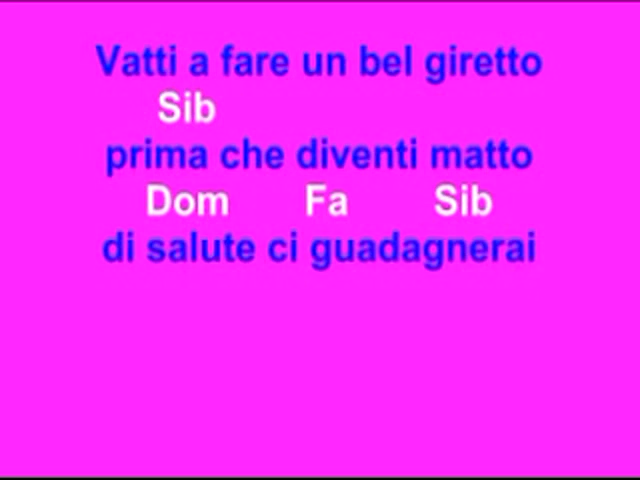 Vatti a fare un bel giretto
Sib
prima che diventi matto
Dom Fa Sib
di salute ci guadagnerai